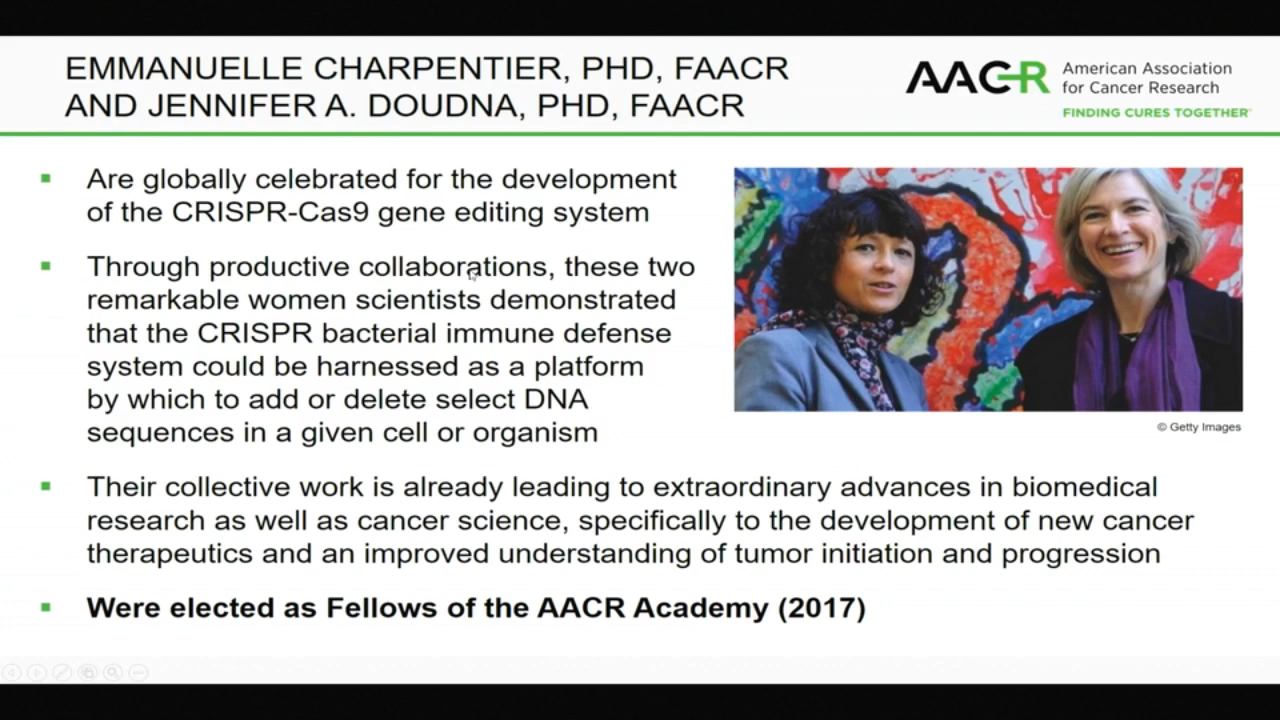 EMMANUELLE CHARPENTIER, PHD, FAACR
AND JENNIFER A. DOUDNA, PHD, FAACR
AACR
American Association
for Cancer Research
FINDING CURES TOGETHER
▪ Are globally celebrated for the development
of the CRISPR-Cas9 gene editing system
▪ Through productive collaborations, these two
remarkable women scientists demonstrated
that the CRISPR bacterial immune defense
system could be harnessed as a platform
by which to add or delete select DNA
sequences in a given cell or organism
© Getty Images
▪ Their collective work is already leading to extraordinary advances in biomedical
research as well as cancer science, specifically to the development of new cancer
therapeutics and an improved understanding of tumor initiation and progression
▪ Were elected as Fellows of the AACR Academy (2017)